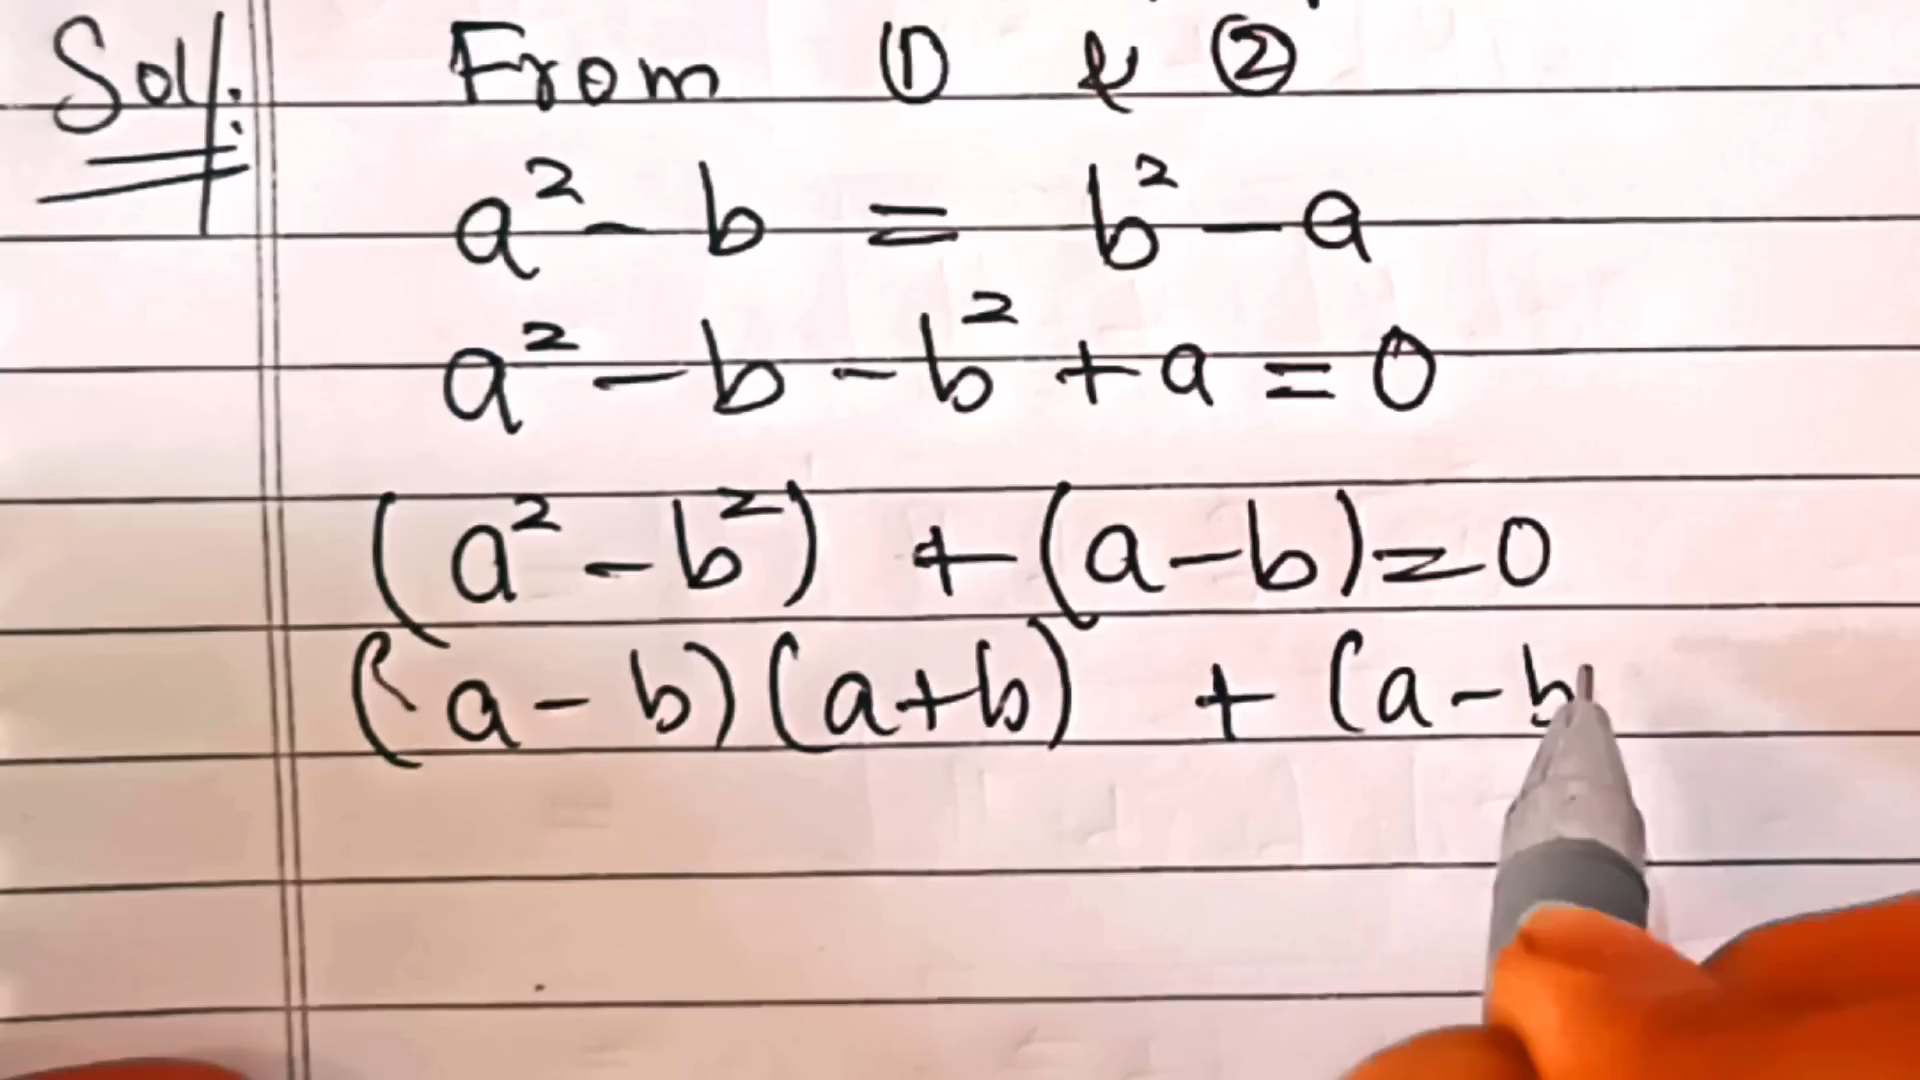 Sol:
From ① & ②
a² - b = b² - a
a² - b - b² + a = 0
(a² - b²) + (a - b) = 0
(a - b)(a + b) + (a - b